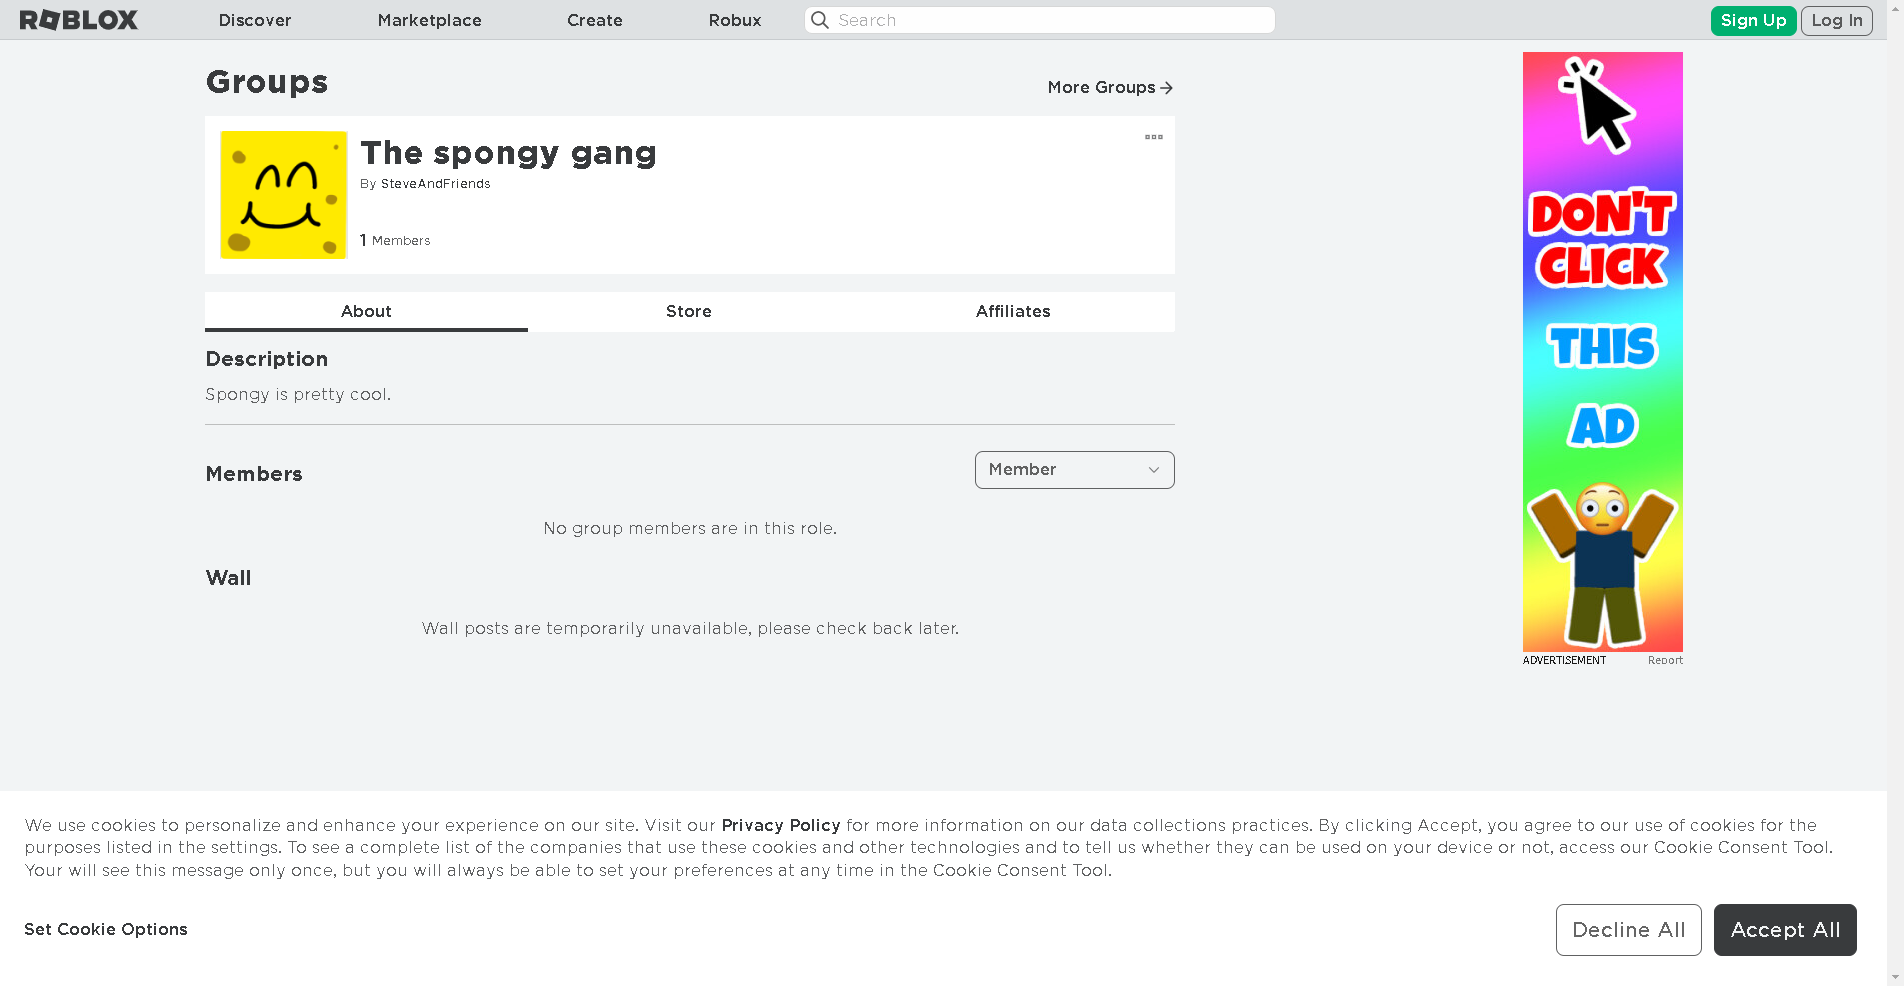 ROBLOX Discover Marketplace Create Robux Search Sign Up Log In
Groups
More Groups
The spongy gang
By SteveAndFriends
1 Members
About Store Affiliates
Description
Spongy is pretty cool.
Members
Member
No group members are in this role.
Wall
Wall posts are temporarily unavailable, please check back later.
DON'T
CLICK
THIS
AD
ADVERTISEMENT Report
We use cookies to personalize and enhance your experience on our site. Visit our Privacy Policy for more information on our data collections practices. By clicking Accept, you agree to our use of cookies for the
purposes listed in the settings. To see a complete list of the companies that use these cookies and other technologies and to tell us whether they can be used on your device or not, access our Cookie Consent Tool.
Your will see this message only once, but you will always be able to set your preferences at any time in the Cookie Consent Tool.
Set Cookie Options
Decline All
Accept All